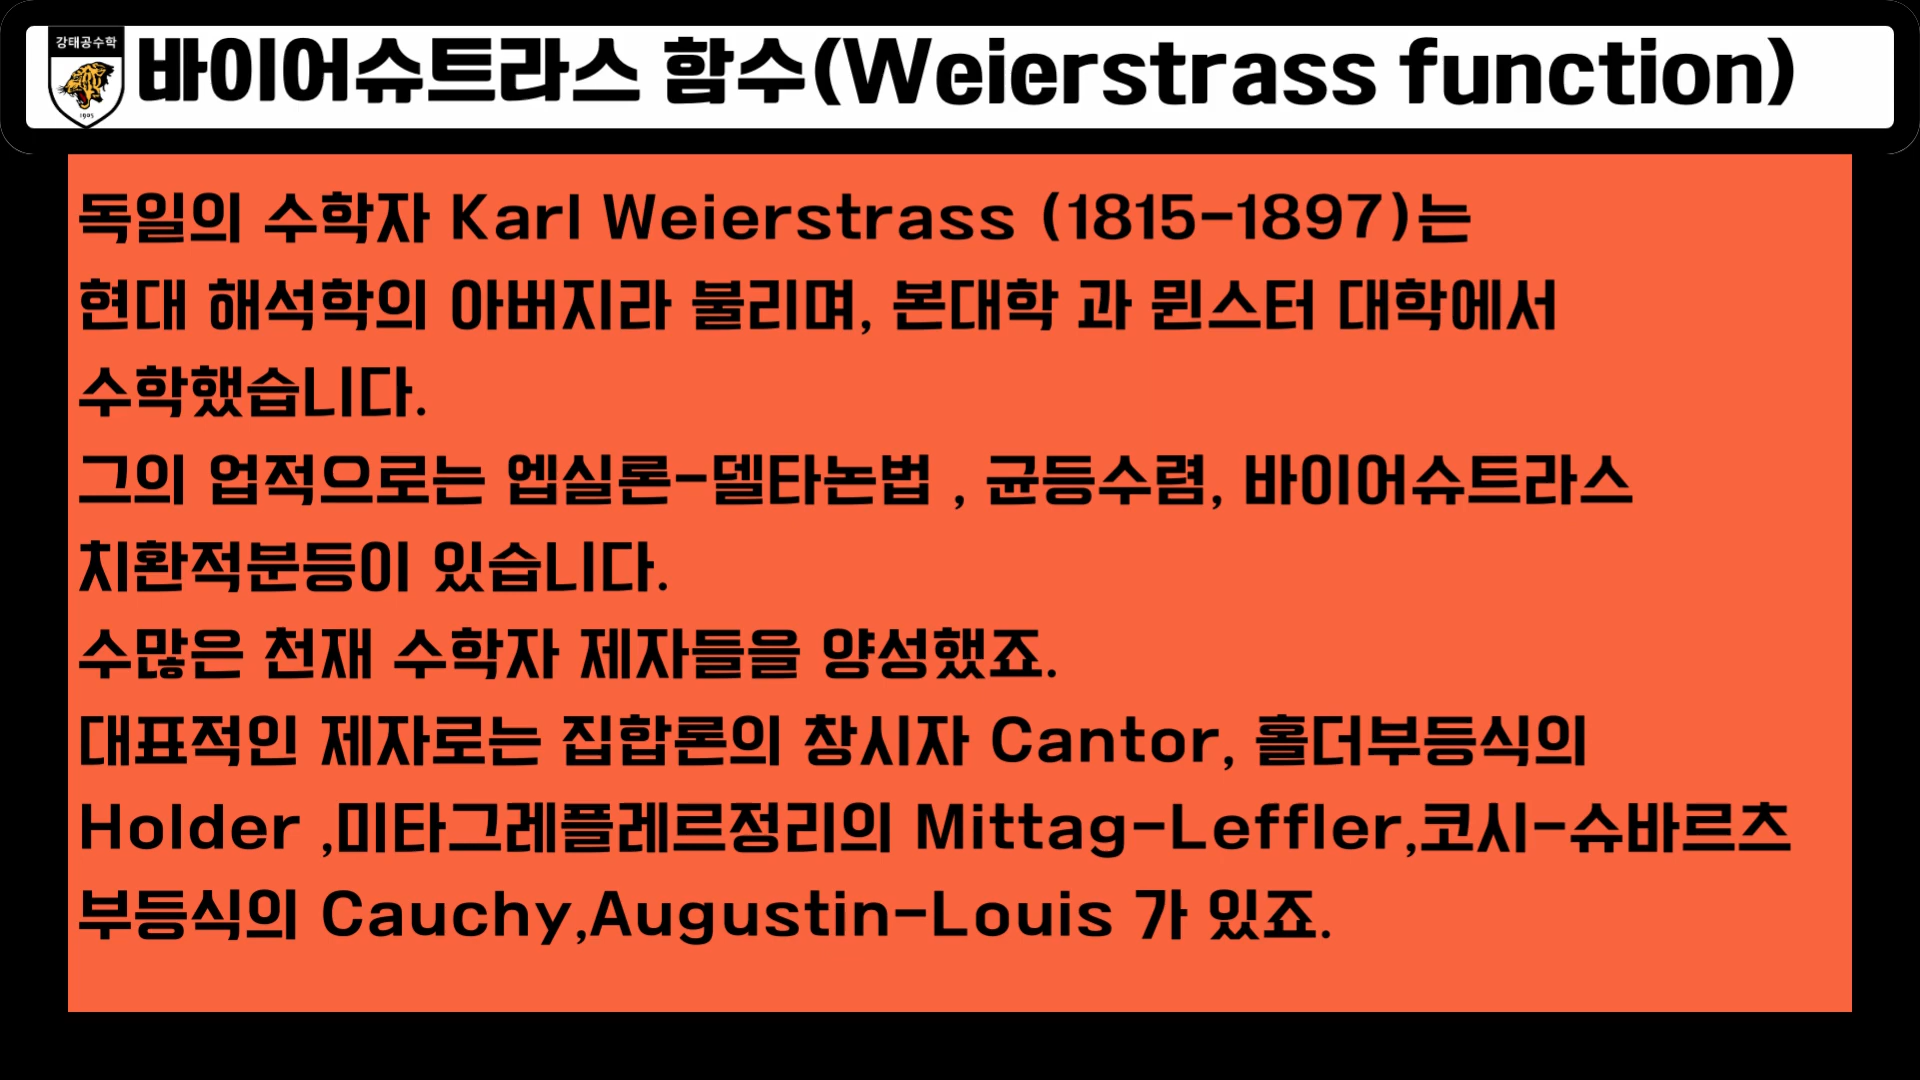 강태공수학
1905
바이어슈트라스 함수(Weierstrass function)
독일의 수학자 Karl Weierstrass (1815-1897)는
현대 해석학의 아버지라 불리며, 본대학 과 뮌스터 대학에서
수학했습니다.
그의 업적으로는 엡실론-델타논법 , 균등수렴, 바이어슈트라스
치환적분등이 있습니다.
수많은 천재 수학자 제자들을 양성했죠.
대표적인 제자로는 집합론의 창시자 Cantor, 홀더부등식의
Holder ,미타그레플레르정리의 Mittag-Leffler,코시-슈바르츠
부등식의 Cauchy,Augustin-Louis 가 있죠.